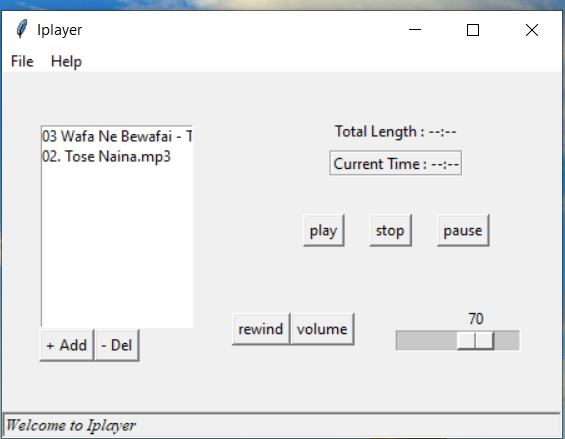 Iplayer
File Help
03 Wafa Ne Bewafai - T
02. Tose Naina.mp3
+ Add - Del
Total Length : --:--
Current Time : --:--
play stop pause
rewind volume
70
Welcome to Iplayer